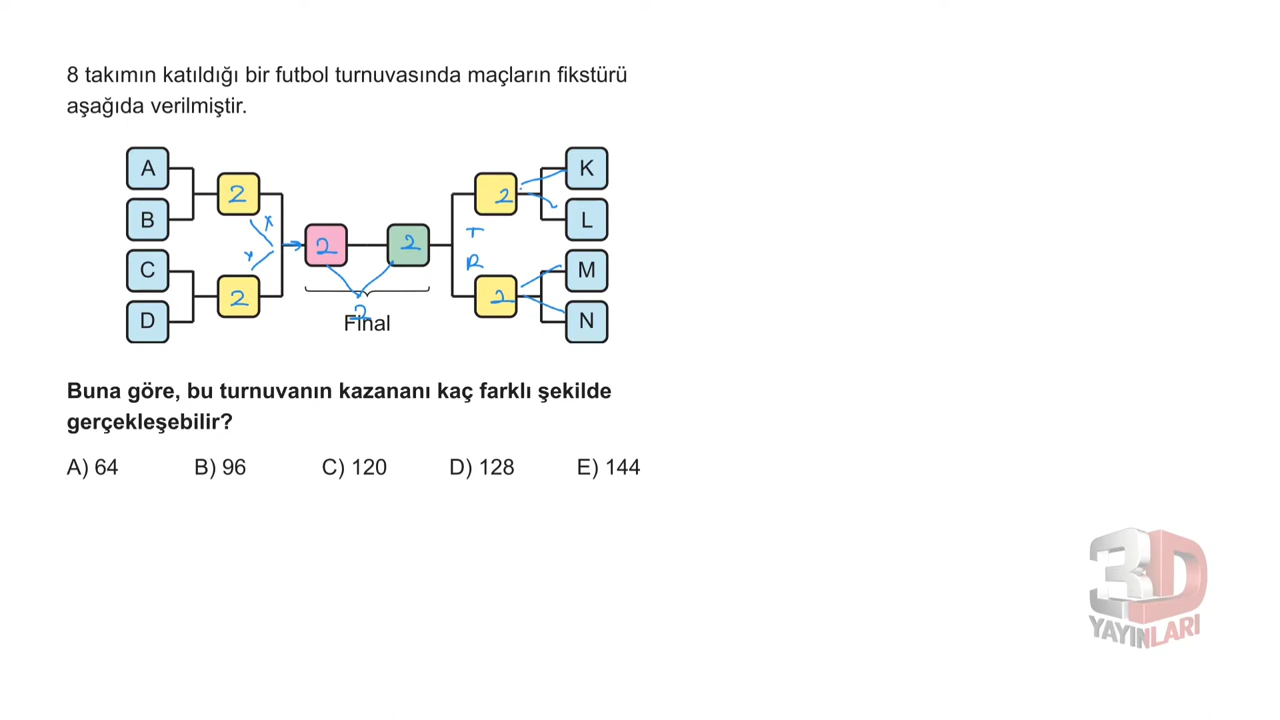 8 takımın katıldığı bir futbol turnuvasında maçların fikstürü
aşağıda verilmiştir.
A
B
C
D
2
2
x
x
2
2
2
Final
T
R
2
2
K
L
M
N
Buna göre, bu turnuvanın kazananı kaç farklı şekilde
gerçekleşebilir?
A) 64 B) 96 C) 120 D) 128 E) 144
3D
YAYINLARI